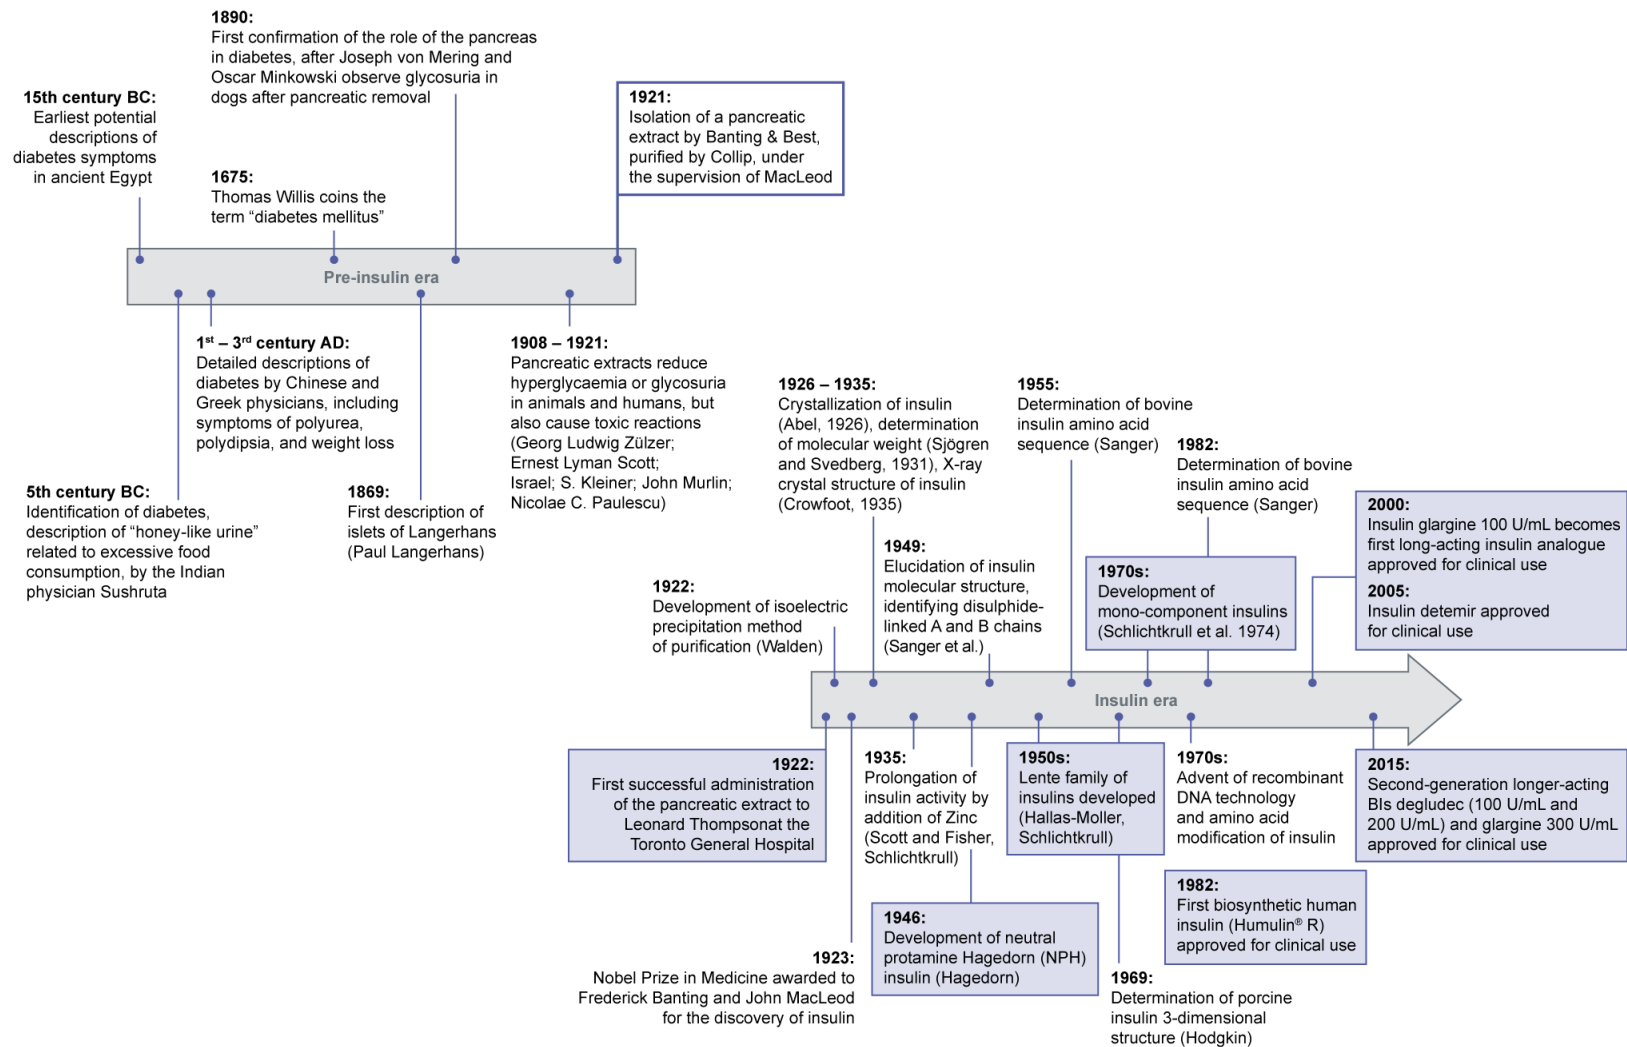 1890:
First confirmation of the role of the pancreas
in diabetes, after Joseph von Mering and
Oscar Minkowski observe glycosuria in
dogs after pancreatic removal
15th century BC:
Earliest potential
descriptions of
diabetes symptoms
in ancient Egypt
1675:
Thomas Willis coins the
term “diabetes mellitus”
1921:
Isolation of a pancreatic
extract by Banting & Best,
purified by Collip, under
the supervision of MacLeod
Pre-insulin era
5th century BC:
Identification of diabetes,
description of “honey-like urine”
related to excessive food
consumption, by the Indian
physician Sushruta
1st – 3rd century AD:
Detailed descriptions of
diabetes by Chinese and
Greek physicians, including
symptoms of polyurea,
polydipsia, and weight loss
1869:
First description of
islets of Langerhans
(Paul Langerhans)
1908 – 1921:
Pancreatic extracts reduce
hyperglycaemia or glycosuria
in animals and humans, but
also cause toxic reactions
(Georg Ludwig Zülzer;
Ernest Lyman Scott;
Israel; S. Kleiner; John Murlin;
Nicolae C. Paulescu)
1922:
Development of isoelectric
precipitation method
of purification (Walden)
1926 – 1935:
Crystallization of insulin
(Abel, 1926), determination
of molecular weight (Sjögren
and Svedberg, 1931), X-ray
crystal structure of insulin
(Crowfoot, 1935)
1949:
Elucidation of insulin
molecular structure,
identifying disulphide-
linked A and B chains
(Sanger et al.)
1955:
Determination of bovine
insulin amino acid
sequence (Sanger)
1982:
Determination of bovine
insulin amino acid
sequence (Sanger)
1970s:
Development of
mono-component insulins
(Schlichtkrull et al. 1974)
2000:
Insulin glargine 100 U/mL becomes
first long-acting insulin analogue
approved for clinical use
2005:
Insulin detemir approved
for clinical use
Insulin era
1922:
First successful administration
of the pancreatic extract to
Leonard Thompsonat the
Toronto General Hospital
1923:
Nobel Prize in Medicine awarded to
Frederick Banting and John MacLeod
for the discovery of insulin
1935:
Prolongation of
insulin activity by
addition of Zinc
(Scott and Fisher,
Schlichtkrull)
1946:
Development of neutral
protamine Hagedorn (NPH)
insulin (Hagedorn)
1950s:
Lente family of
insulins developed
(Hallas-Moller,
Schlichtkrull)
1969:
Determination of porcine
insulin 3-dimensional
structure (Hodgkin)
1970s:
Advent of recombinant
DNA technology
and amino acid
modification of insulin
1982:
First biosynthetic human
insulin (Humulin® R)
approved for clinical use
2015:
Second-generation longer-acting
BIs degludec (100 U/mL and
200 U/mL) and glargine 300 U/mL
approved for clinical use